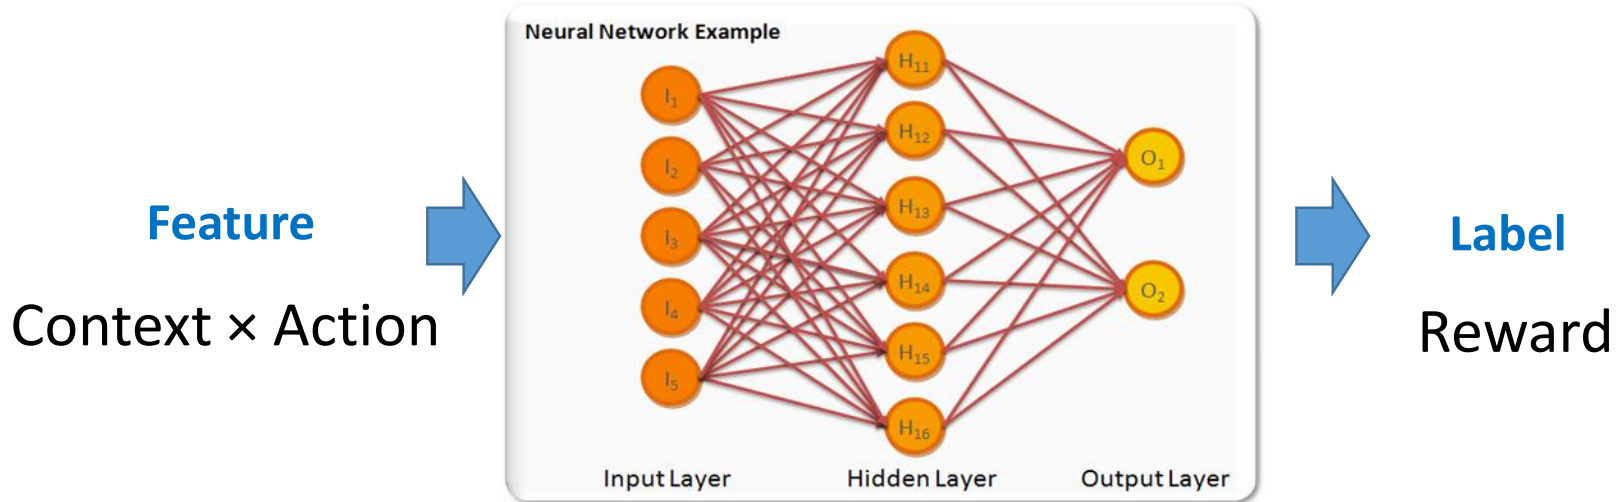 Feature
Context × Action
Neural Network Example
I₁
I₂
I₃
I₄
I₅
H₁₁
H₁₂
H₁₃
H₁₄
H₁₅
H₁₆
O₁
O₂
Input Layer
Hidden Layer
Output Layer
Label
Reward